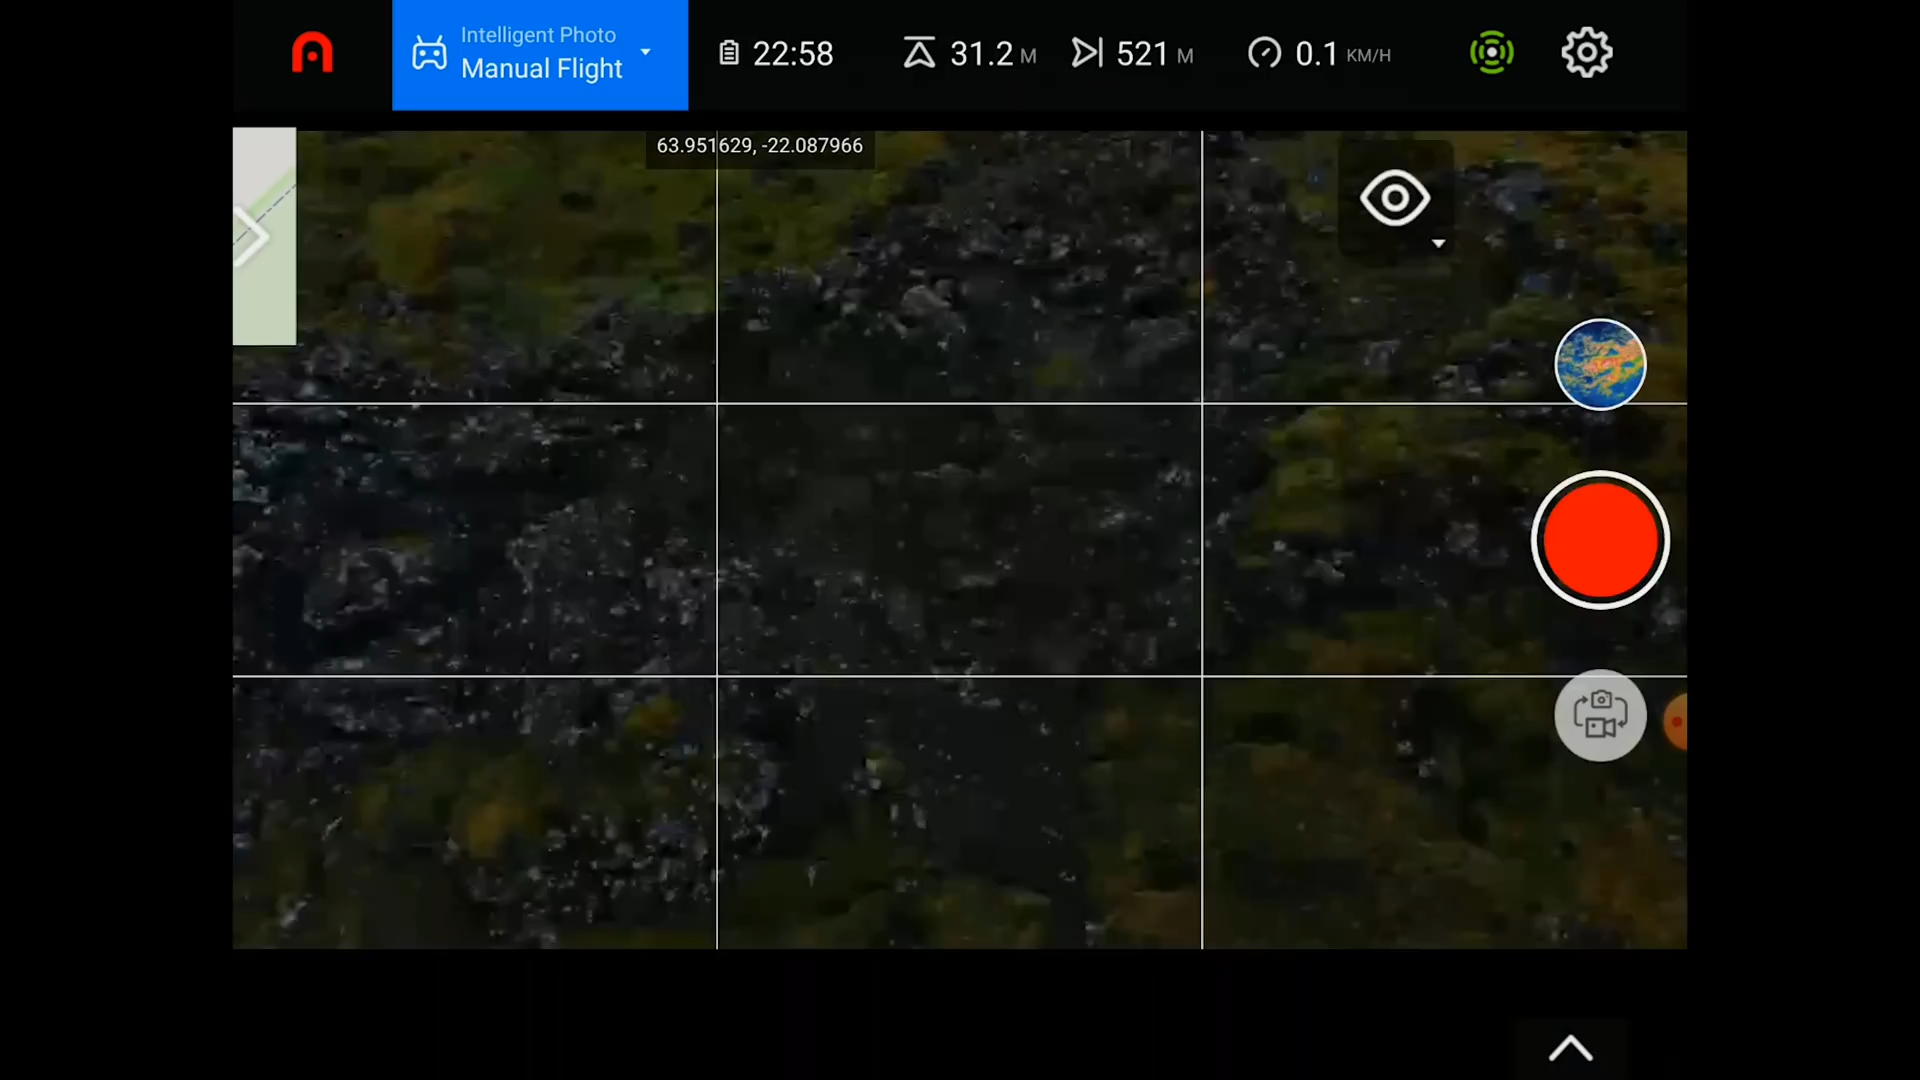 Intelligent Photo
Manual Flight
22:58
31.2 M
521 M
0.1 KM/H
63.951629, -22.087966